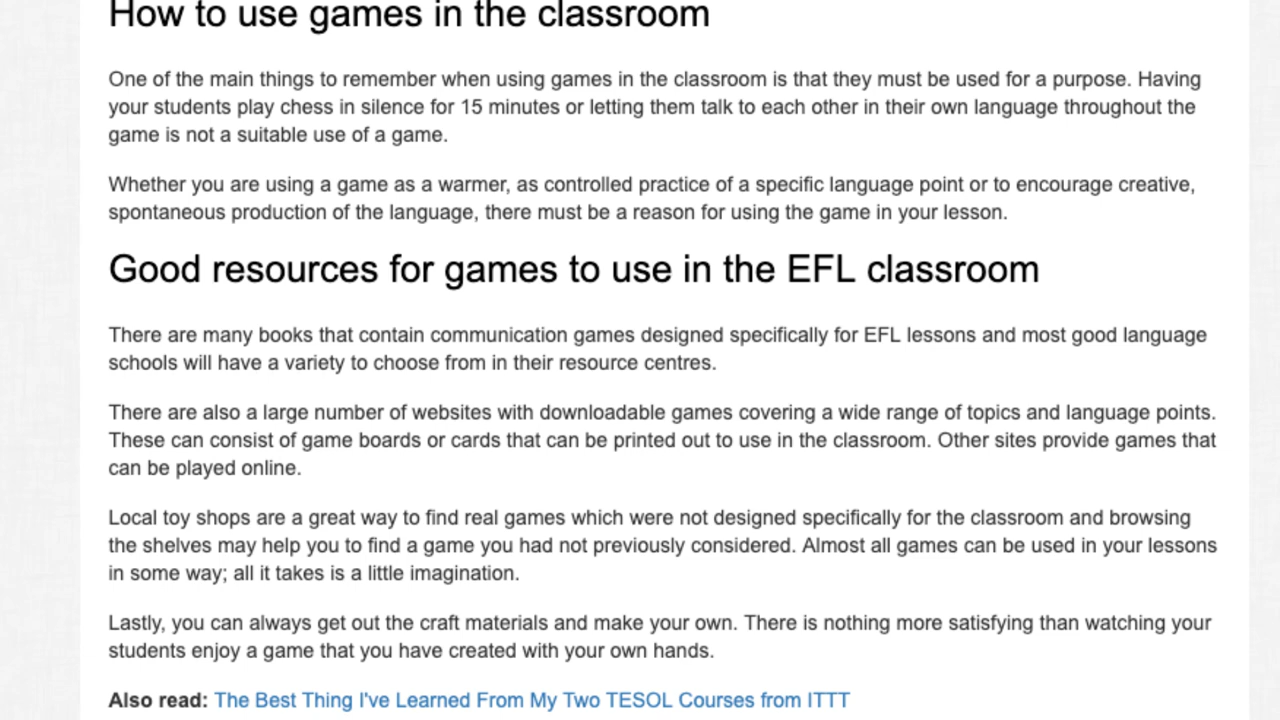 How to use games in the classroom
One of the main things to remember when using games in the classroom is that they must be used for a purpose. Having
your students play chess in silence for 15 minutes or letting them talk to each other in their own language throughout the
game is not a suitable use of a game.
Whether you are using a game as a warmer, as controlled practice of a specific language point or to encourage creative,
spontaneous production of the language, there must be a reason for using the game in your lesson.
Good resources for games to use in the EFL classroom
There are many books that contain communication games designed specifically for EFL lessons and most good language
schools will have a variety to choose from in their resource centres.
There are also a large number of websites with downloadable games covering a wide range of topics and language points.
These can consist of game boards or cards that can be printed out to use in the classroom. Other sites provide games that
can be played online.
Local toy shops are a great way to find real games which were not designed specifically for the classroom and browsing
the shelves may help you to find a game you had not previously considered. Almost all games can be used in your lessons
in some way; all it takes is a little imagination.
Lastly, you can always get out the craft materials and make your own. There is nothing more satisfying than watching your
students enjoy a game that you have created with your own hands.
Also read: The Best Thing I've Learned From My Two TESOL Courses from ITTT